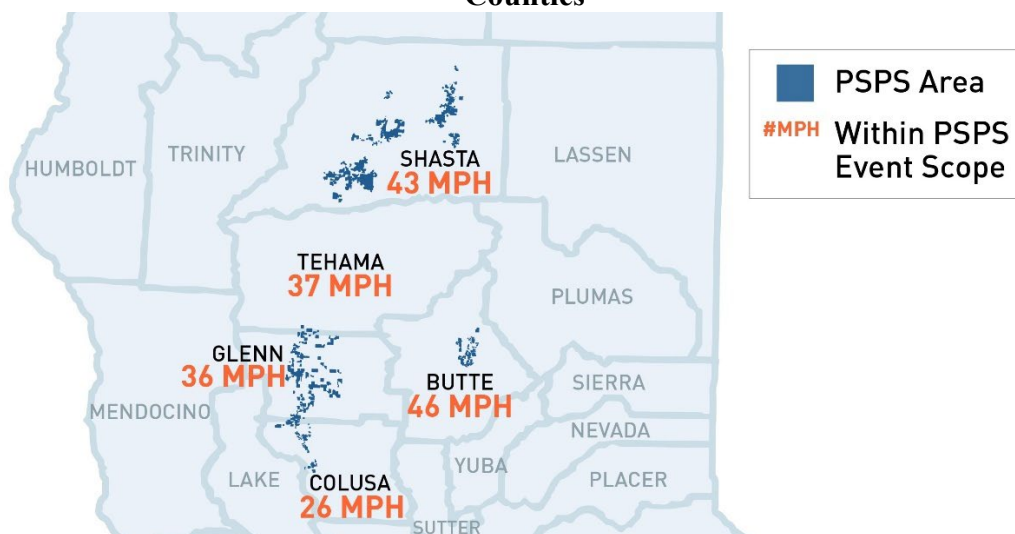 Counties
PSPS Area
#MPH Within PSPS
Event Scope
HUMBOLDT
TRINITY
SHASTA
43 MPH
LASSEN
TEHAMA
37 MPH
PLUMAS
GLENN
36 MPH
BUTTE
46 MPH
SIERRA
MENDOCINO
NEVADA
LAKE
COLUSA
26 MPH
YUBA
PLACER
SUTTER